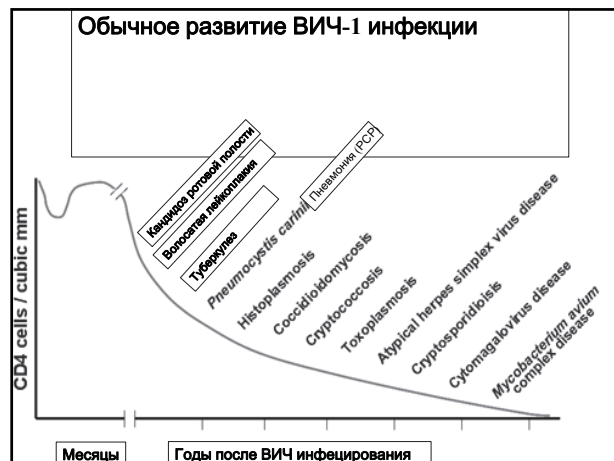 Обычное развитие ВИЧ-1 инфекции
Кандидоз ротовой полости
Волосатая лейкоплакия
Туберкулез
Pneumocystis carinii
Пневмония (PCP)
Histoplasmosis
Coccidioidomycosis
Cryptococcosis
Toxoplasmosis
Atypical herpes simplex virus disease
Cryptosporidioisis
Cytomagalovirus disease
Mycobacterium avium
complex disease
CD4 cells / cubic mm
Месяцы
Годы после ВИЧ инфецирования